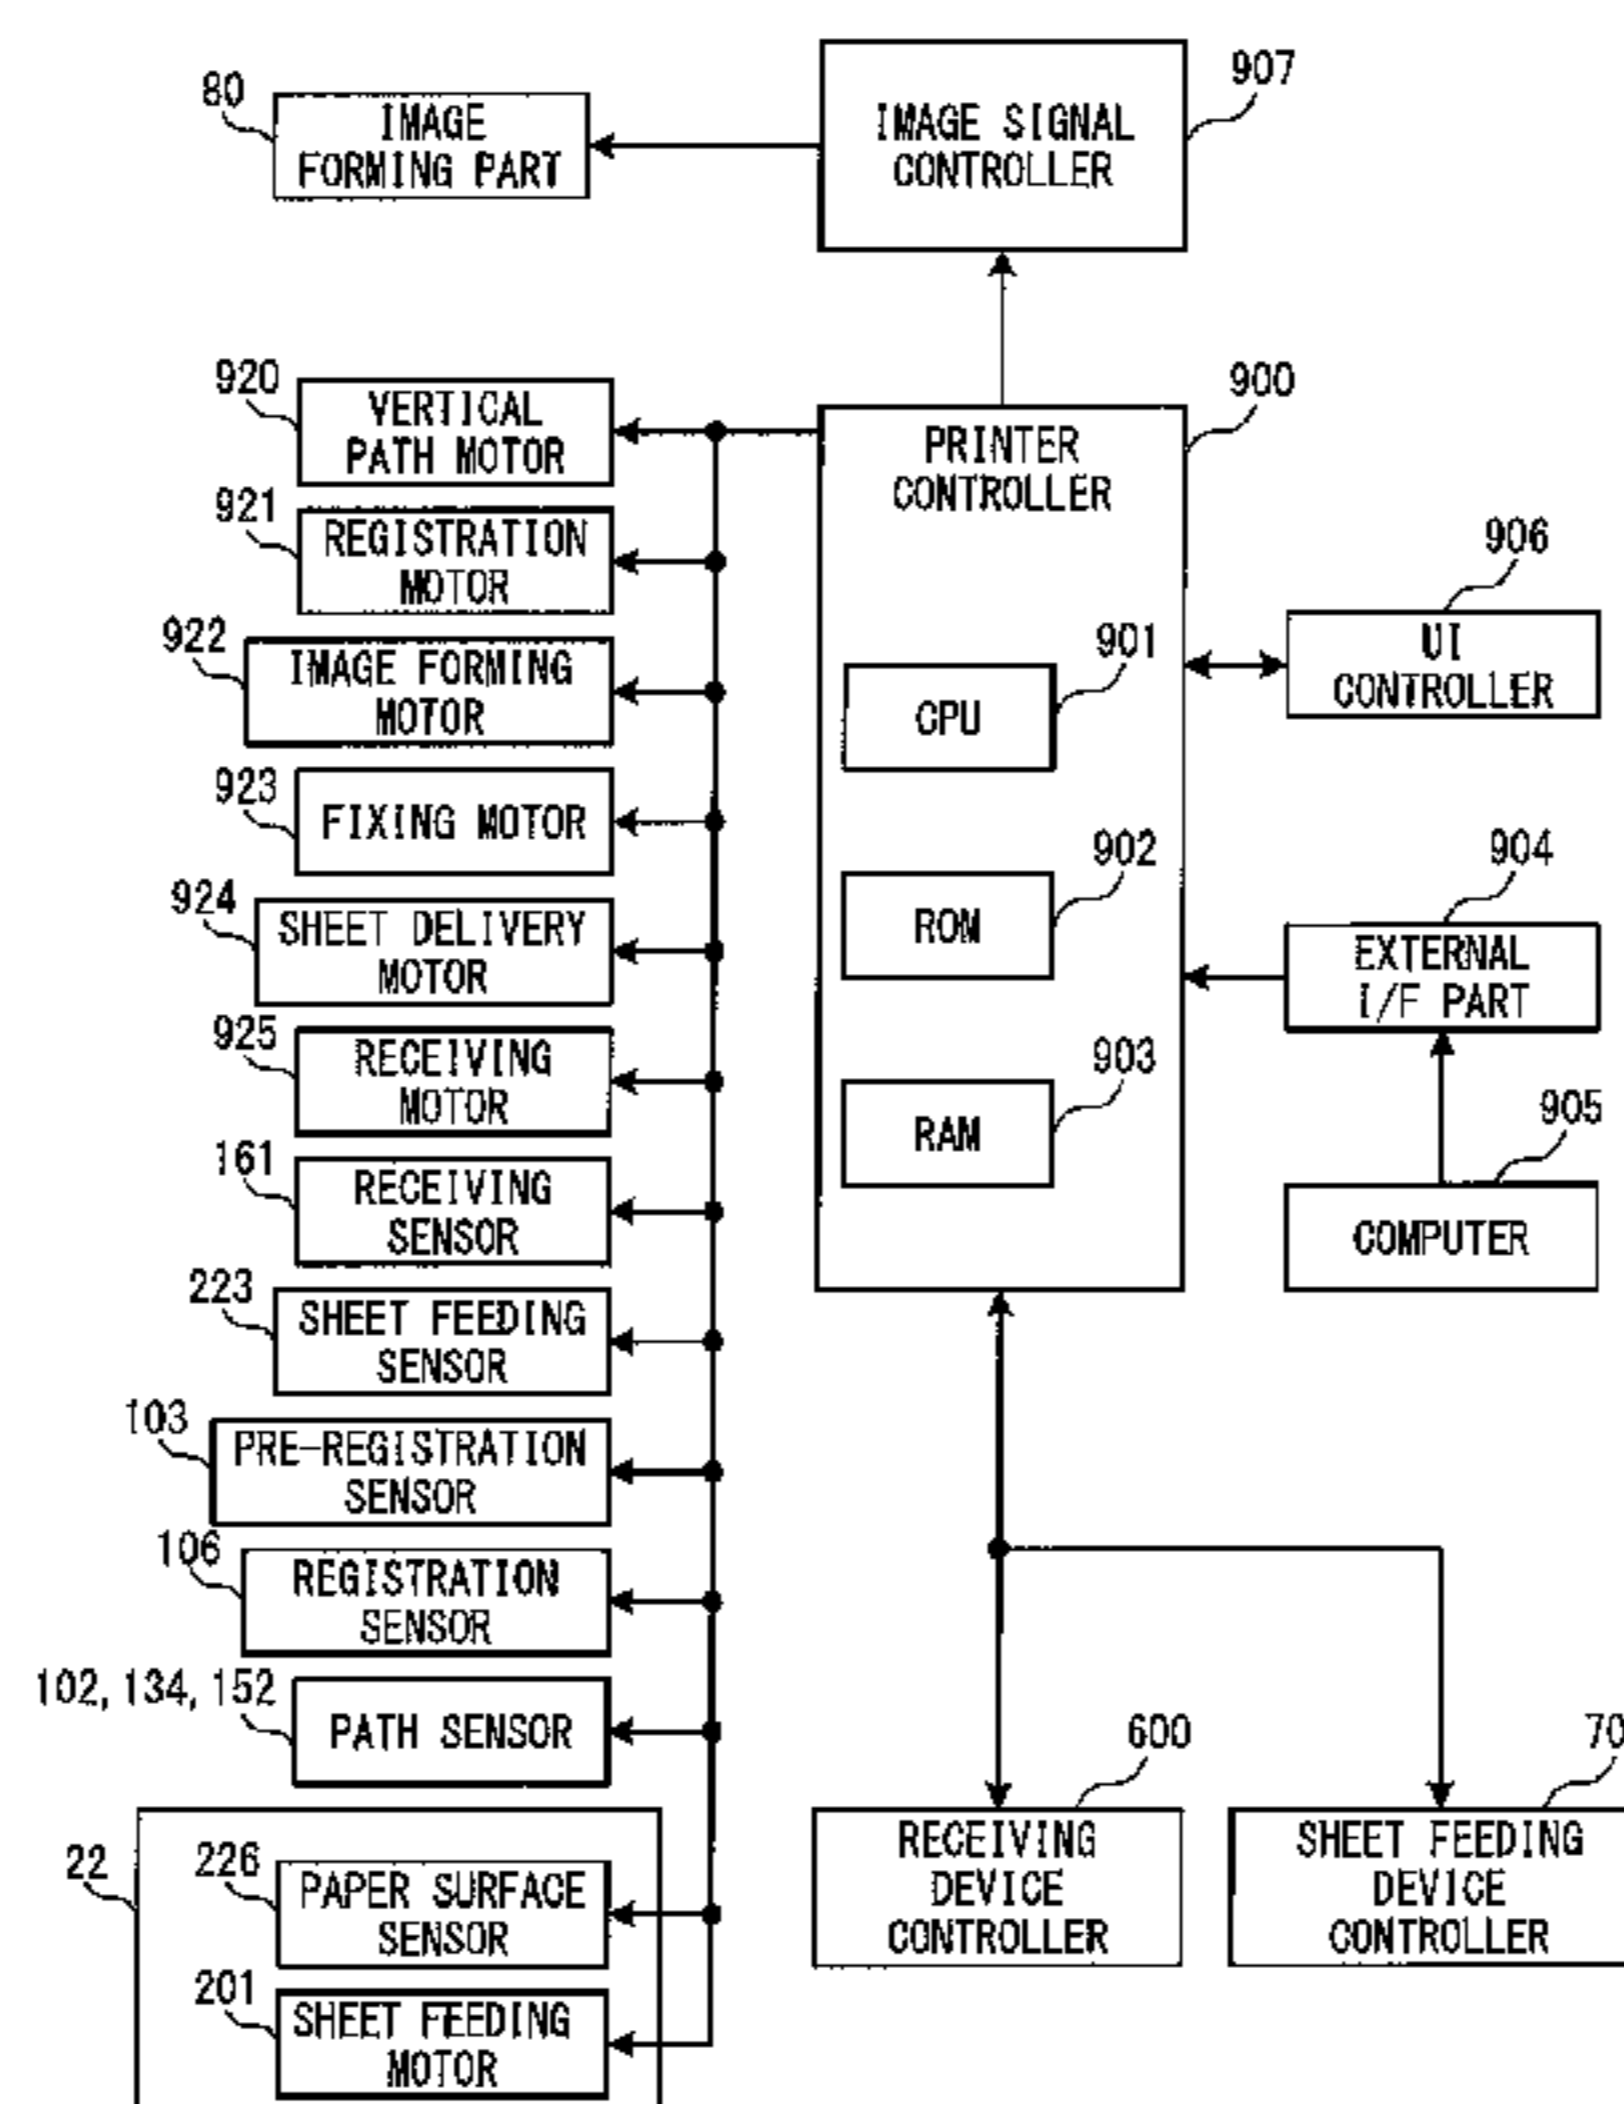 80
IMAGE
FORMING PART
IMAGE SIGNAL
CONTROLLER
907
920
VERTICAL
PATH MOTOR
921
REGISTRATION
MOTOR
922
IMAGE FORMING
MOTOR
923
FIXING MOTOR
924
SHEET DELIVERY
MOTOR
925
RECEIVING
MOTOR
161
RECEIVING
SENSOR
223
SHEET FEEDING
SENSOR
103
PRE-REGISTRATION
SENSOR
106
REGISTRATION
SENSOR
102, 134, 152
PATH SENSOR
22
226
PAPER SURFACE
SENSOR
201
SHEET FEEDING
MOTOR
900
PRINTER
CONTROLLER
901
CPU
902
ROM
903
RAM
906
UI
CONTROLLER
904
EXTERNAL
I/F PART
905
COMPUTER
600
RECEIVING
DEVICE
CONTROLLER
70
SHEET FEEDING
DEVICE
CONTROLLER